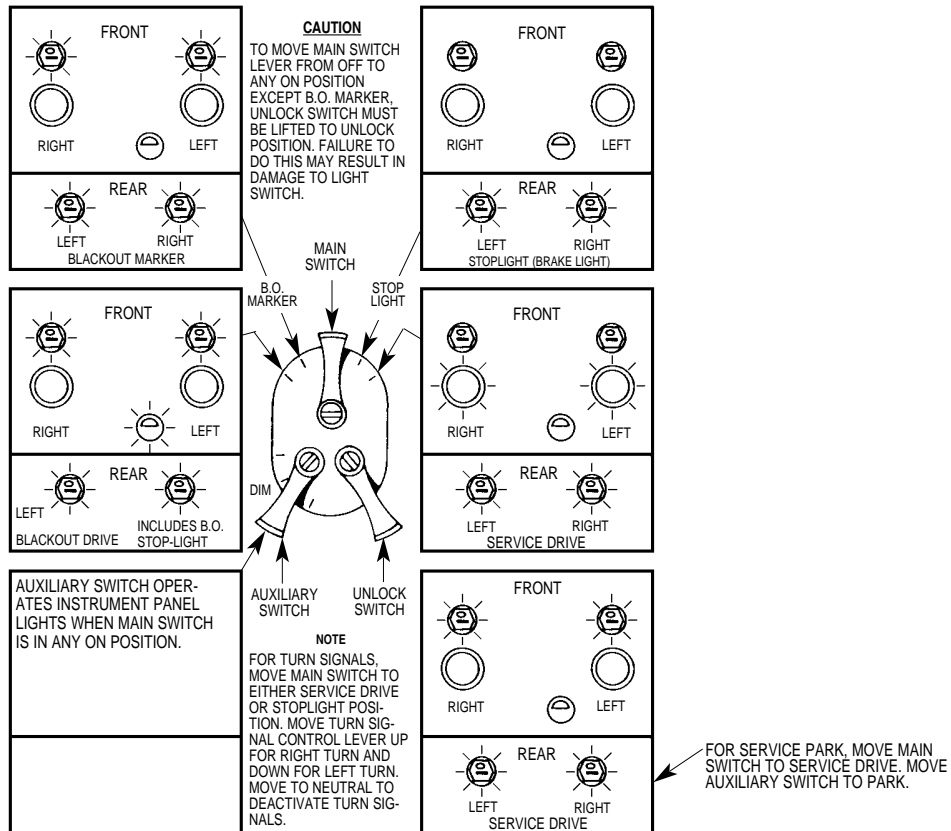 FRONT
RIGHT
LEFT
REAR
LEFT
RIGHT
BLACKOUT MARKER
CAUTION
TO MOVE MAIN SWITCH
LEVER FROM OFF TO
ANY ON POSITION
EXCEPT B.O. MARKER,
UNLOCK SWITCH MUST
BE LIFTED TO UNLOCK
POSITION. FAILURE TO
DO THIS MAY RESULT IN
DAMAGE TO LIGHT
SWITCH.
FRONT
RIGHT
LEFT
REAR
LEFT
RIGHT
STOPLIGHT (BRAKE LIGHT)
MAIN
SWITCH
B.O.
MARKER
STOP
LIGHT
FRONT
RIGHT
LEFT
REAR
LEFT
BLACKOUT DRIVE
INCLUDES B.O.
STOP-LIGHT
DIM
FRONT
RIGHT
LEFT
REAR
LEFT
RIGHT
SERVICE DRIVE
AUXILIARY SWITCH OPER-
ATES INSTRUMENT PANEL
LIGHTS WHEN MAIN SWITCH
IS IN ANY ON POSITION.
AUXILIARY
SWITCH
UNLOCK
SWITCH
NOTE
FOR TURN SIGNALS,
MOVE MAIN SWITCH TO
EITHER SERVICE DRIVE
OR STOPLIGHT POSI-
TION. MOVE TURN SIG-
NAL CONTROL LEVER UP
FOR RIGHT TURN AND
DOWN FOR LEFT TURN.
MOVE TO NEUTRAL TO
DEACTIVATE TURN SIG-
NALS.
FRONT
RIGHT
LEFT
REAR
LEFT
RIGHT
SERVICE DRIVE
FOR SERVICE PARK, MOVE MAIN
SWITCH TO SERVICE DRIVE. MOVE
AUXILIARY SWITCH TO PARK.